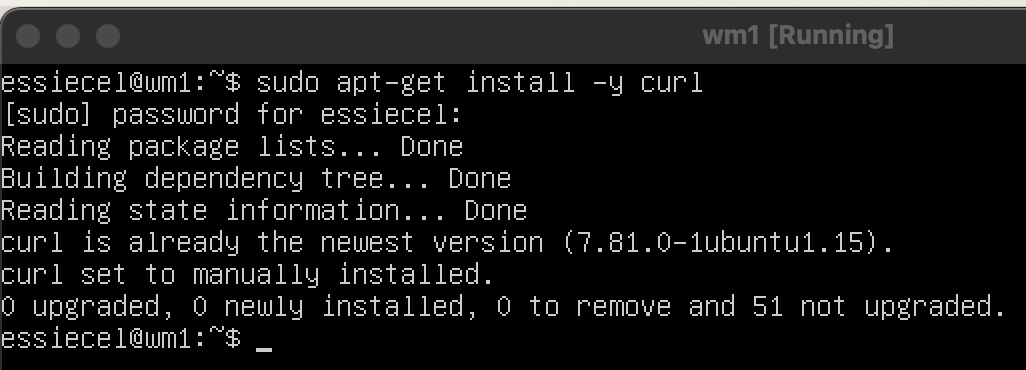 wm1 [Running]
essiecel@wm1:~$ sudo apt-get install -y curl
[sudo] password for essiecel:
Reading package lists... Done
Building dependency tree... Done
Reading state information... Done
curl is already the newest version (7.81.0-1ubuntu1.15).
curl set to manually installed.
0 upgraded, 0 newly installed, 0 to remove and 51 not upgraded.
essiecel@wm1:~$ _